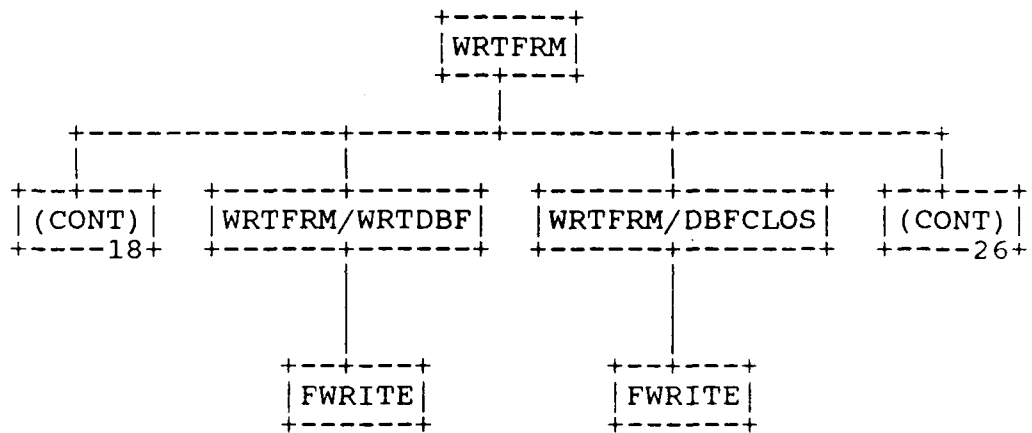 WRTFRM
(CONT) WRTFRM/WRTDBF WRTFRM/DBFCLOS (CONT)
18 26
FWRITE FWRITE